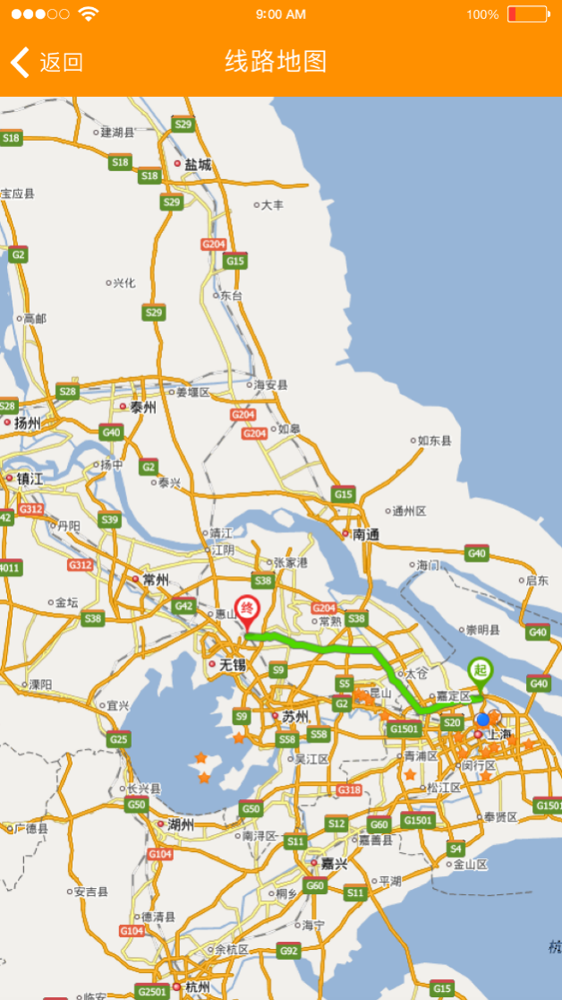 9:00 AM
100%
返回
线路地图
S29
建湖县
S18
S18
盐城
S18
宝应县
S29
大丰
G204
G2
G15
兴化
东台
S29
高邮
S28
姜堰区
海安县
S28
泰州
G204
扬州
G40
G204
如皋
如东县
扬中
G2
镇江
泰兴
G15
G312
通州区
42
丹阳
S39
靖江
南通
江阴
G40
4011
G312
张家港
海门
常州
S38
启东
金坛
G42
惠山
终
G204
S38
S38
常熟
崇明县
G40
无锡
S9
起
太仓
溧阳
S5
昆山
嘉定区
G40
宜兴
S9
苏州
G2
S20
G25
S58
S58
G1501
上海
吴江区
青浦区
闵行区
长兴县
G318
松江区
G50
G50
G1501
湖州
S12
G60
G1501
奉贤区
广德县
南浔区
S11
嘉善县
G104
S4
嘉兴
金山区
安吉县
G60
平湖
桐乡
S11
德清县
海宁
G104
余杭区
G92
杭
杭州
G2501
临安
G15